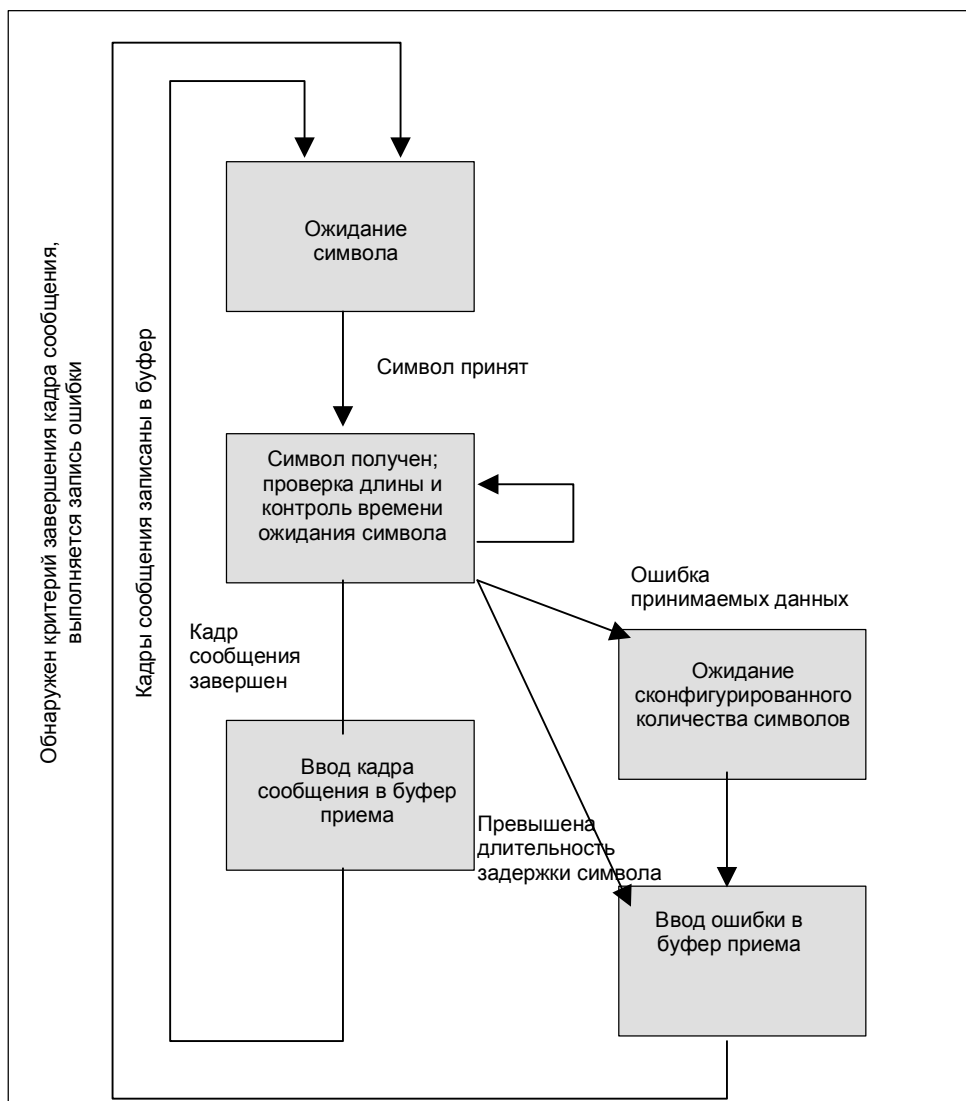 Ожидание
символа
Символ принят
Символ получен;
проверка длины и
контроль времени
ожидания символа
Ошибка
принимаемых данных
Кадр
сообщения
завершен
Ожидание
сконфигурированного
количества символов
Ввод кадра
сообщения в буфер
приема
Превышена
длительность
задержки символа
Ввод ошибки в
буфер приема
Обнаружен критерий завершения кадра сообщения,
выполняется запись ошибки
Кадры сообщения записаны в буфер